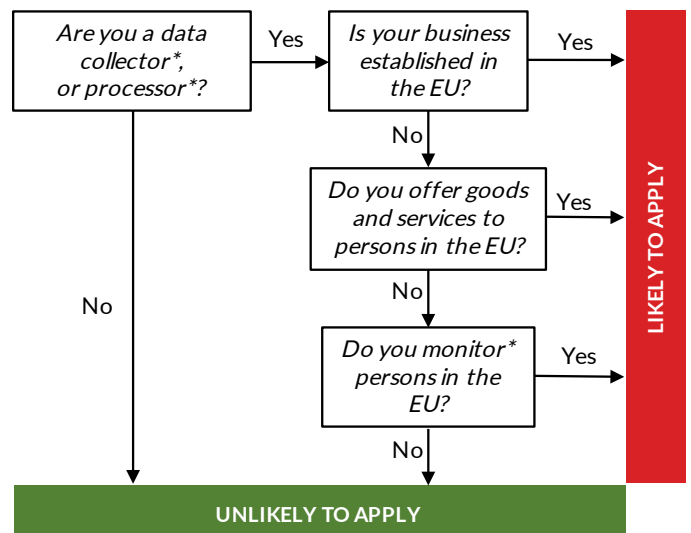 Are you a data
collector*,
or processor*?
Yes
Is your business
established in
the EU?
Yes
No
Do you offer goods
and services to
persons in the EU?
Yes
No
No
Do you monitor*
persons in the
EU?
Yes
No
LIKELY TO APPLY
UNLIKELY TO APPLY